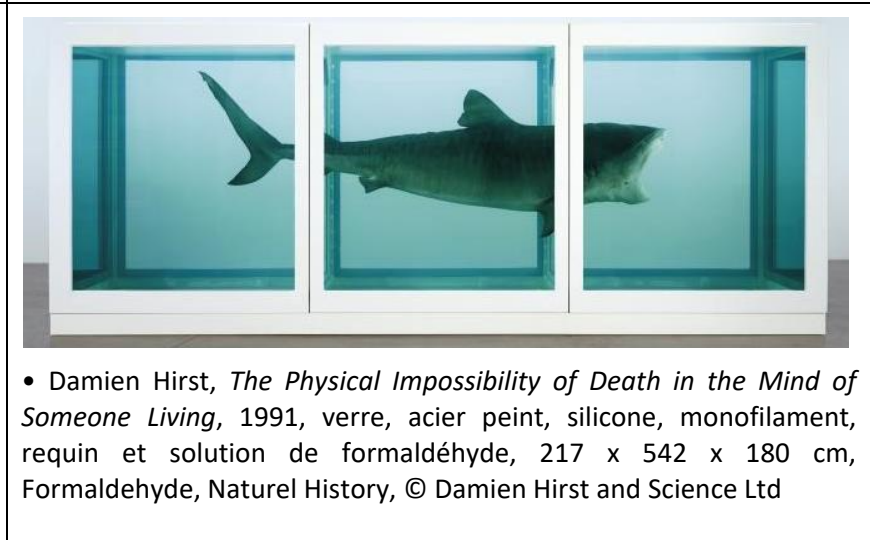 • Damien Hirst, The Physical Impossibility of Death in the Mind of
Someone Living, 1991, verre, acier peint, silicone, monofilament,
requin et solution de formaldéhyde, 217 x 542 x 180 cm,
Formaldehyde, Naturel History, © Damien Hirst and Science Ltd